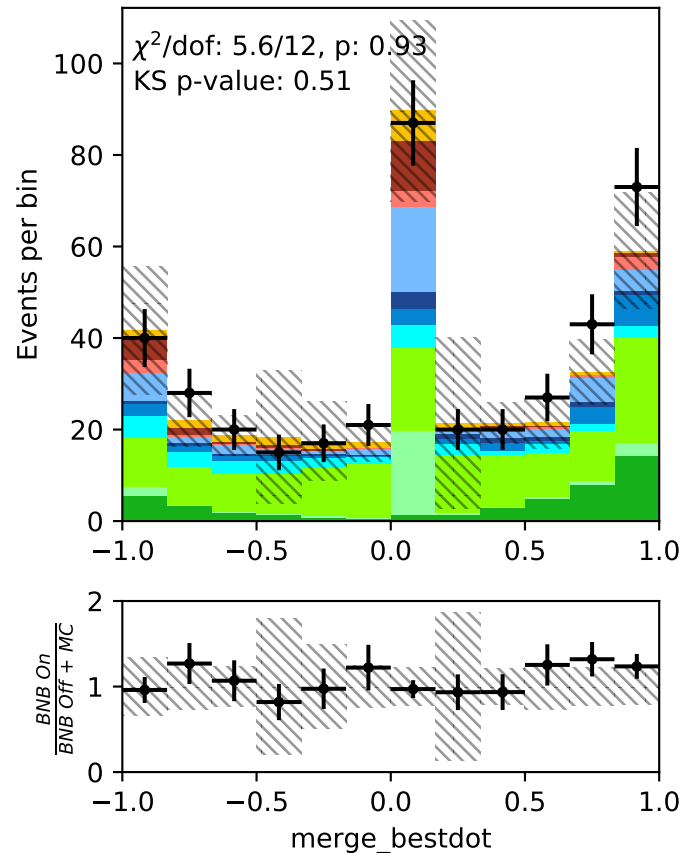 χ²/dof: 5.6/12, p: 0.93
KS p-value: 0.51
Events per bin
100
80
60
40
20
0
−1.0 −0.5 0.0 0.5 1.0
BNB On
BNB Off + MC
2
1
0
−1.0 −0.5 0.0 0.5 1.0
merge_bestdot